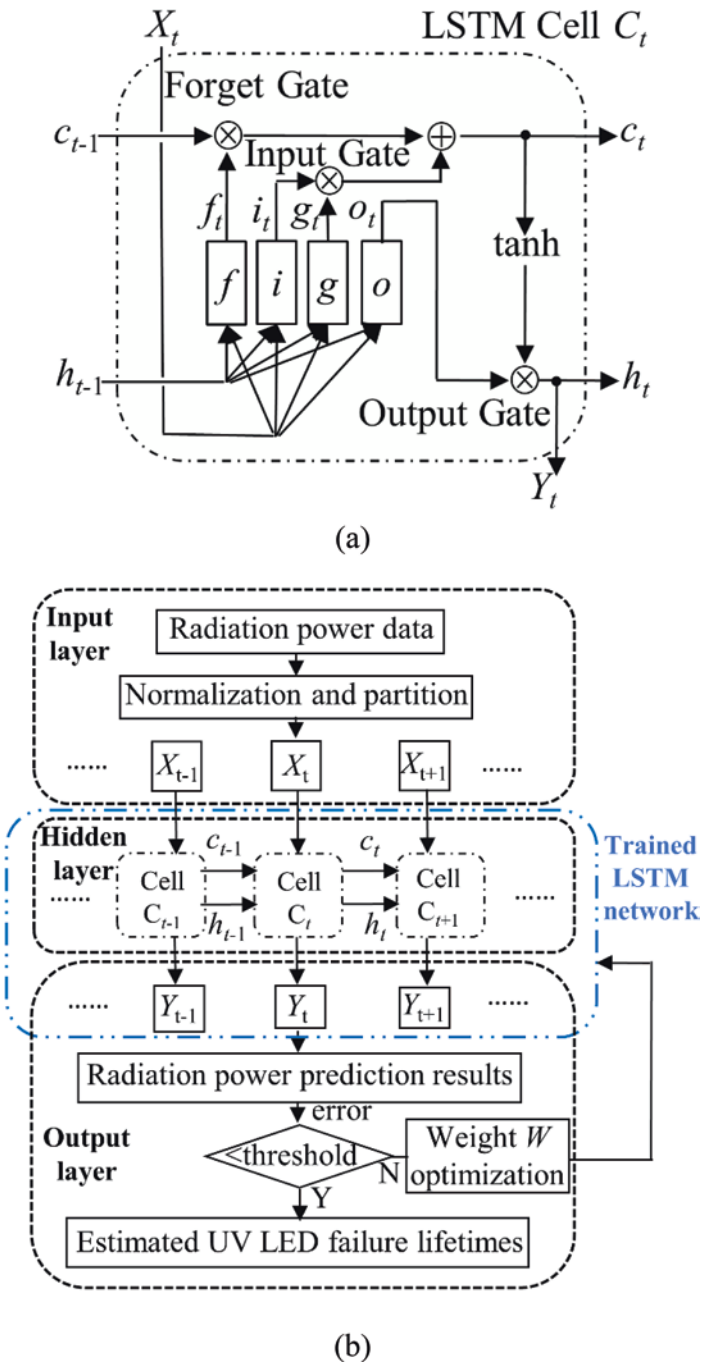 X_t
LSTM Cell C_t
Forget Gate
c_{t-1}
c_t
Input Gate
f_t i_t g_t o_t
tanh
f i g o
h_{t-1}
h_t
Output Gate
Y_t
(a)
Input
layer
Radiation power data
Normalization and partition
...... X_{t-1} X_t X_{t+1} ......
Hidden
layer
c_{t-1} c_t
Trained
LSTM
network
...... Cell C_{t-1} Cell C_t Cell C_{t+1} ......
h_{t-1} h_t
...... Y_{t-1} Y_t Y_{t+1} ......
Radiation power prediction results
error
Output
layer
<threshold
N
Weight W
optimization
Y
Estimated UV LED failure lifetimes
(b)